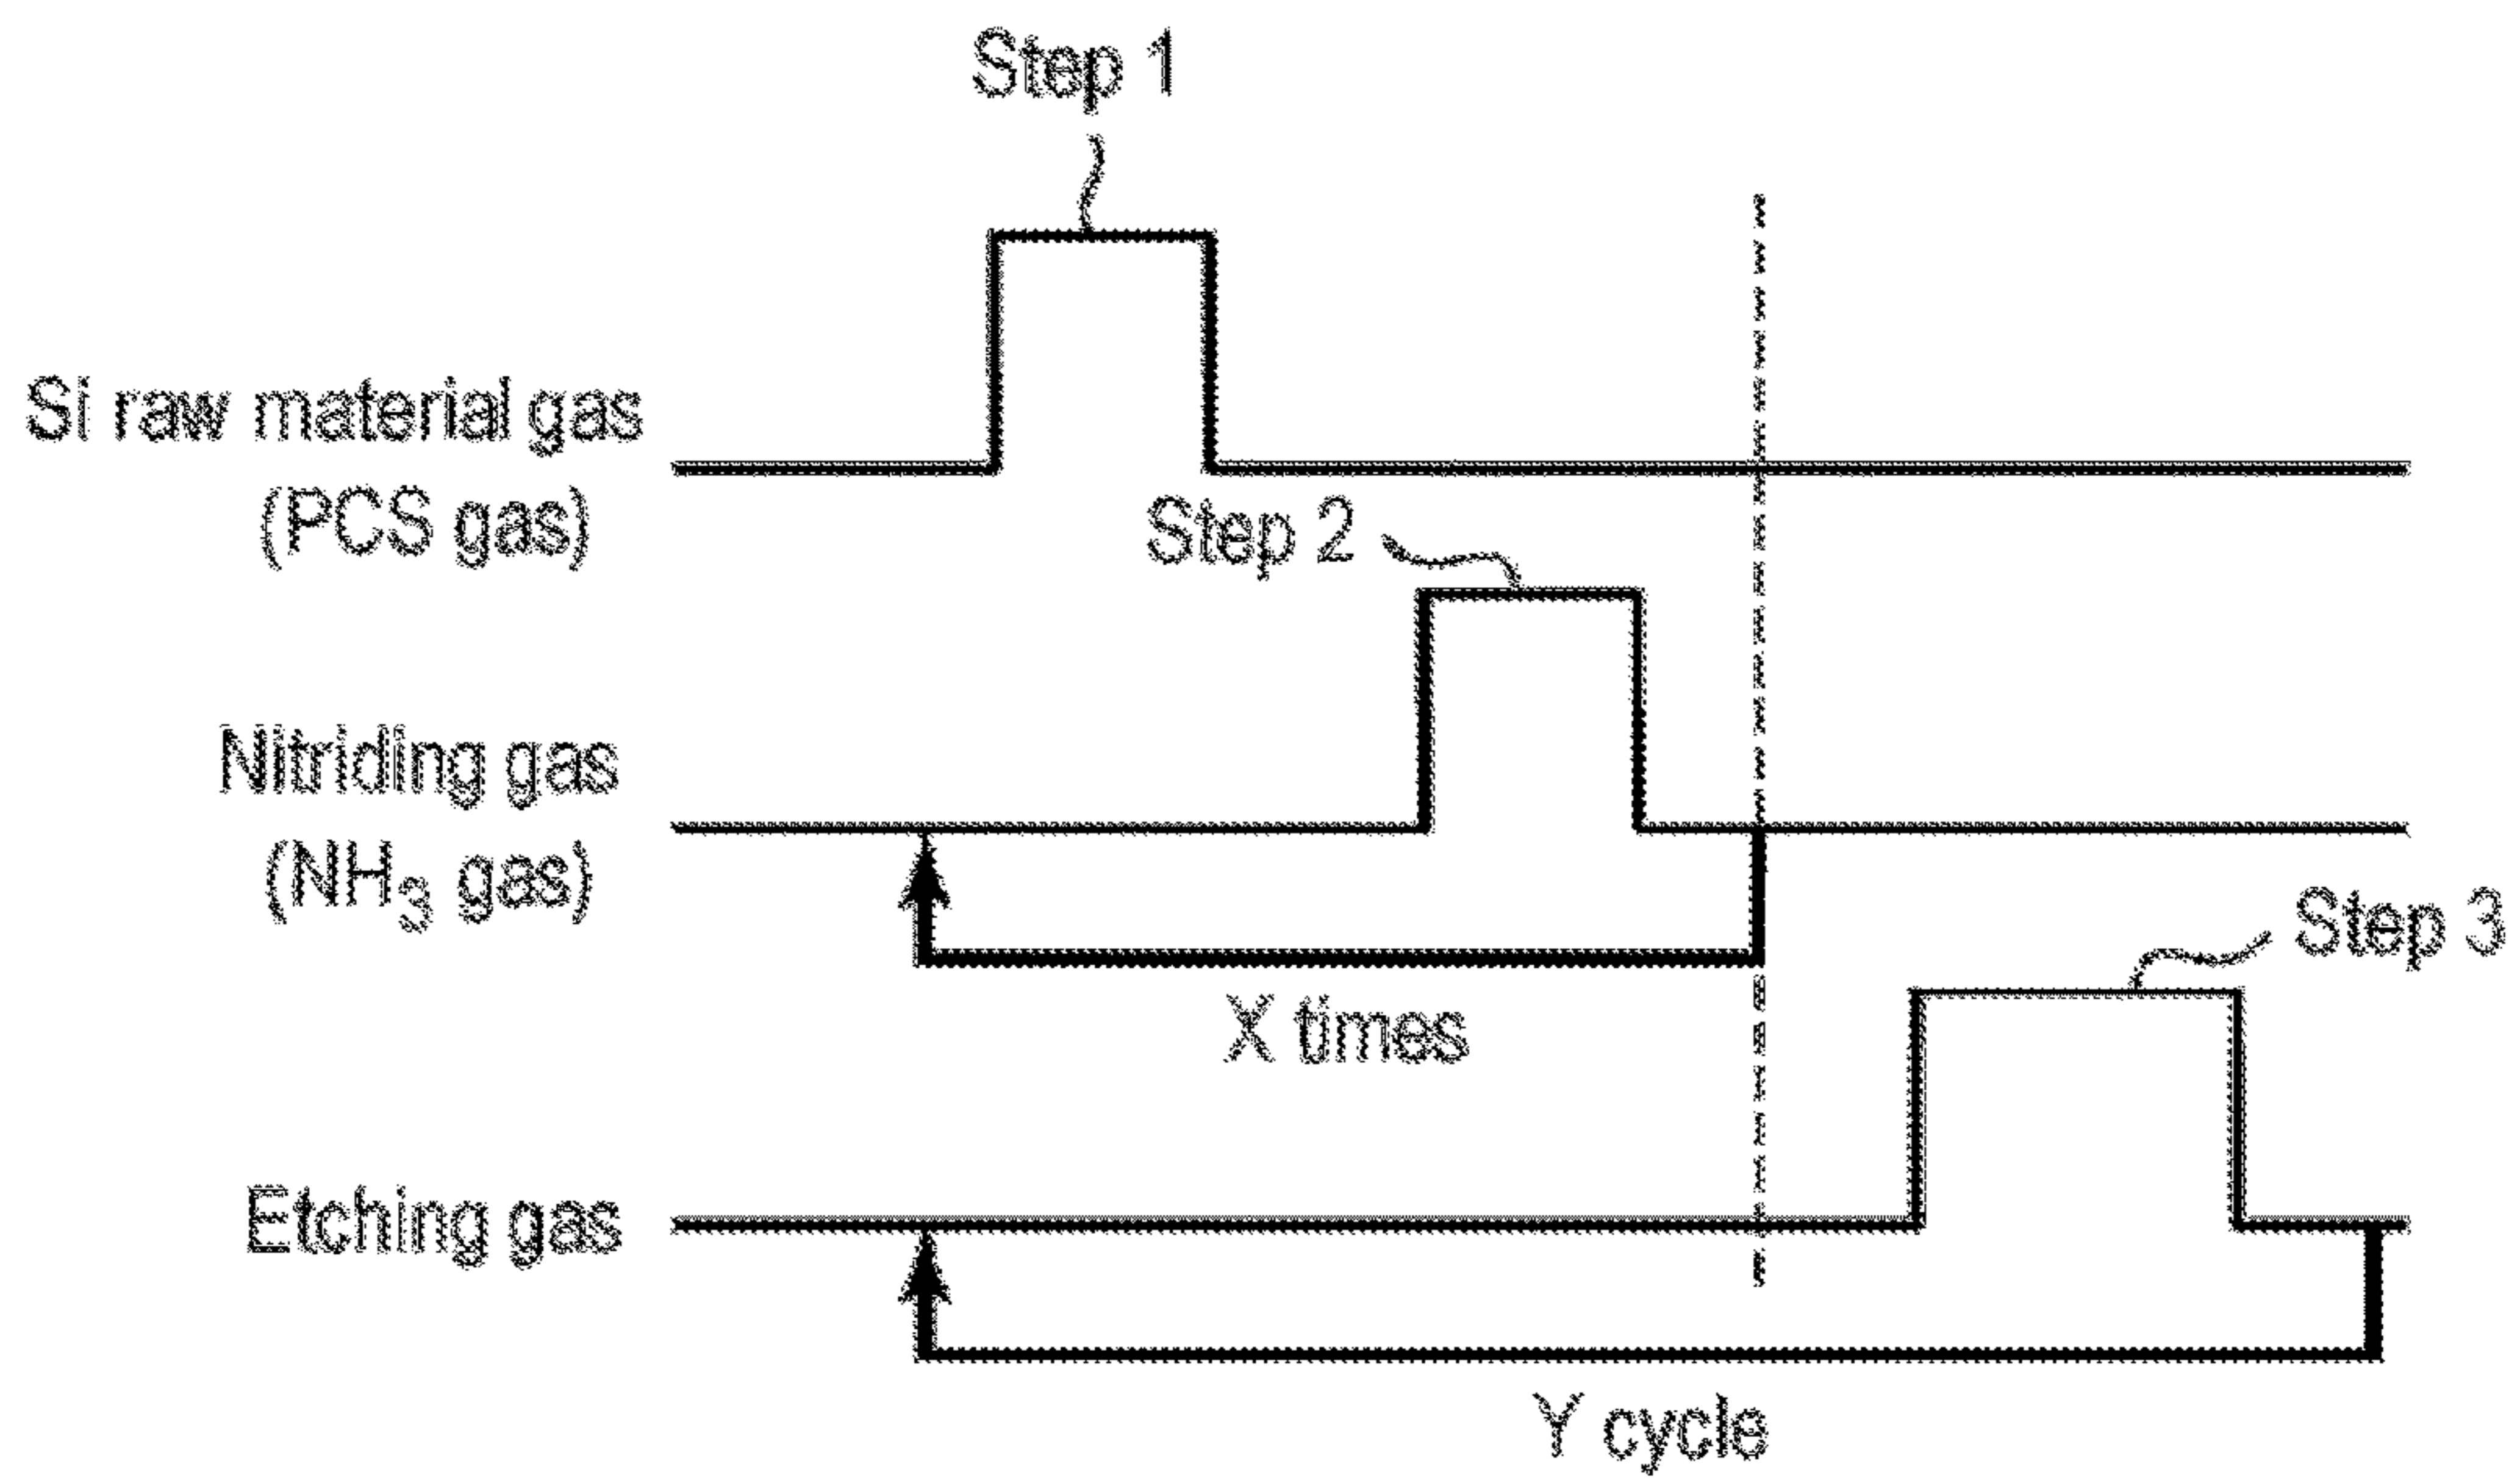 Step 1
Si raw material gas
(PCS gas)
Step 2
Nitriding gas
(NH₃ gas)
Step 3
X times
Etching gas
Y cycle